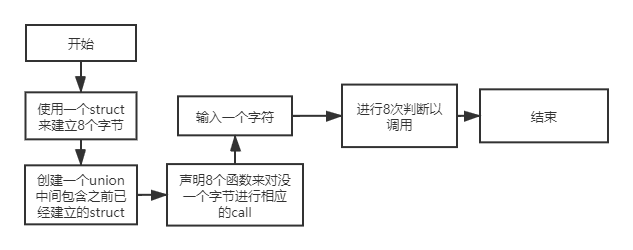 开始
使用一个struct
来建立8个字节
创建一个union
中间包含之前已
经建立的struct
声明8个函数来对没
一个字节进行相应
的call
输入一个字符
进行8次判断以
调用
结束